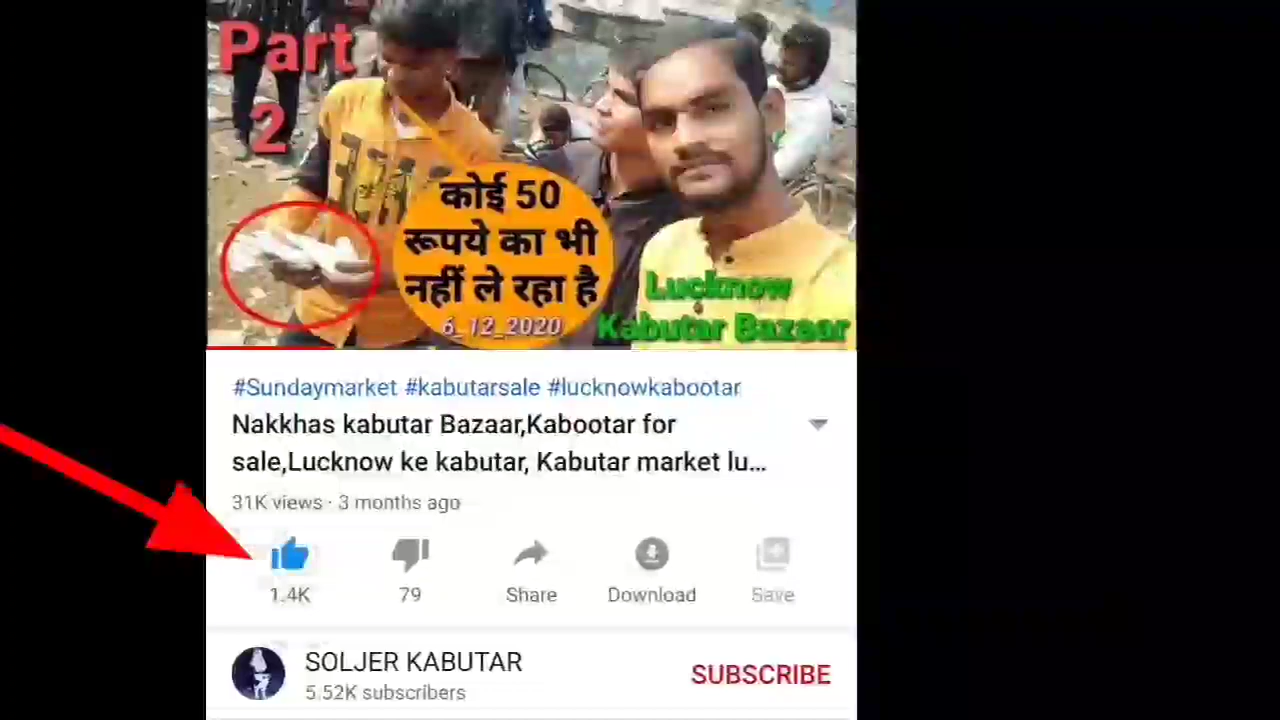 Part
2
कोई 50
रूपये का भी
नहीं ले रहा है
6_12_2020
Lucknow
Kabutar Bazaar
#Sundaymarket #kabutarsale #lucknowkabootar
Nakkhas kabutar Bazaar,Kabootar for
sale,Lucknow ke kabutar, Kabutar market lu...
31K views · 3 months ago
1.4K
79
Share
Download
Save
SOLJER KABUTAR
5.52K subscribers
SUBSCRIBE